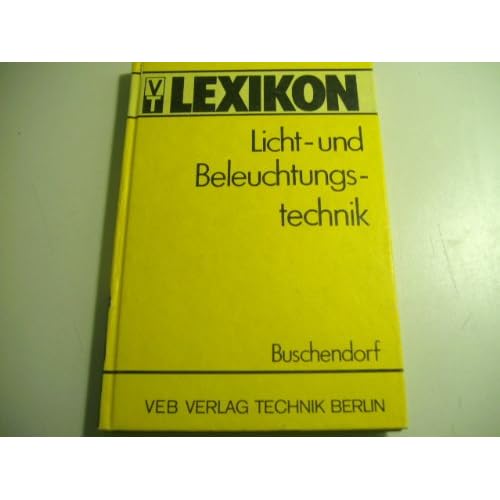 VT LEXIKON
Licht-und
Beleuchtungs-
technik
Buschendorf
VEB VERLAG TECHNIK BERLIN